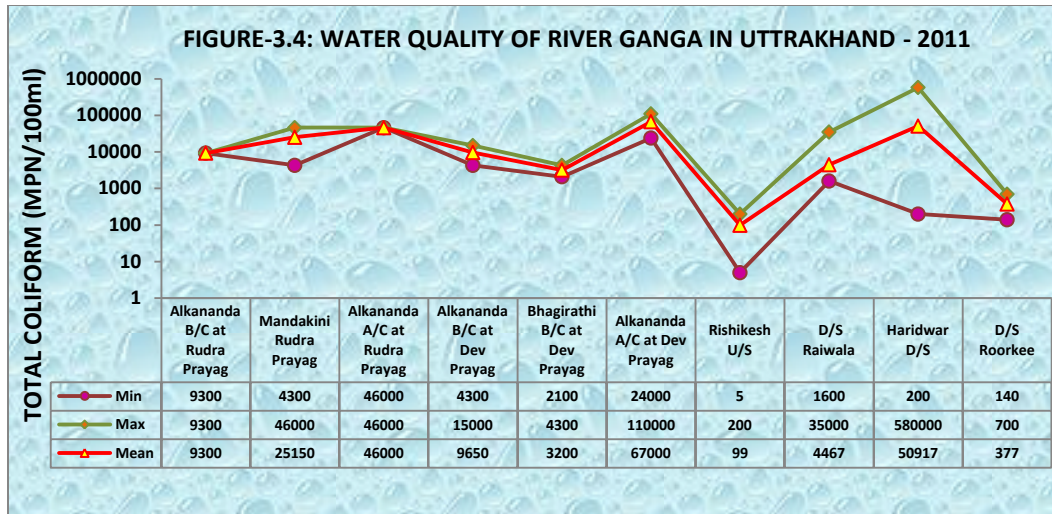 FIGURE-3.4: WATER QUALITY OF RIVER GANGA IN UTTRAKHAND - 2011
TOTAL COLIFORM (MPN/100ml)
1000000
100000
10000
1000
100
10
1
Alkananda B/C at Rudra Prayag
Mandakini Rudra Prayag
Alkananda A/C at Rudra Prayag
Alkananda B/C at Dev Prayag
Bhagirathi B/C at Dev Prayag
Alkananda A/C at Dev Prayag
Rishikesh U/S
D/S Raiwala
Haridwar D/S
D/S Roorkee
Min 9300 4300 46000 4300 2100 24000 5 1600 200 140
Max 9300 46000 46000 15000 4300 110000 200 35000 580000 700
Mean 9300 25150 46000 9650 3200 67000 99 4467 50917 377